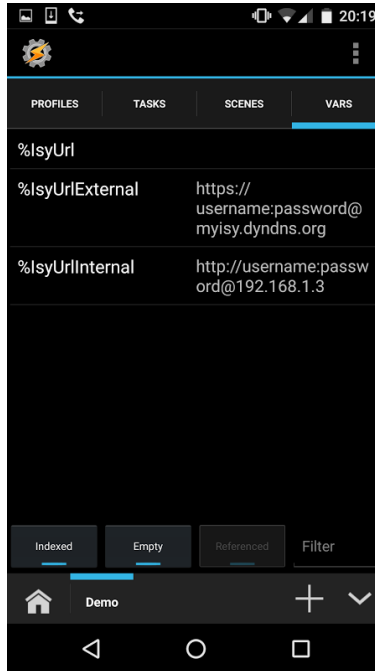 20:19
PROFILES TASKS SCENES VARS
%IsyUrl
%IsyUrlExternal https://
username:password@
myisy.dyndns.org
%IsyUrlInternal http://username:passw
ord@192.168.1.3
Indexed Empty Referenced Filter
Demo